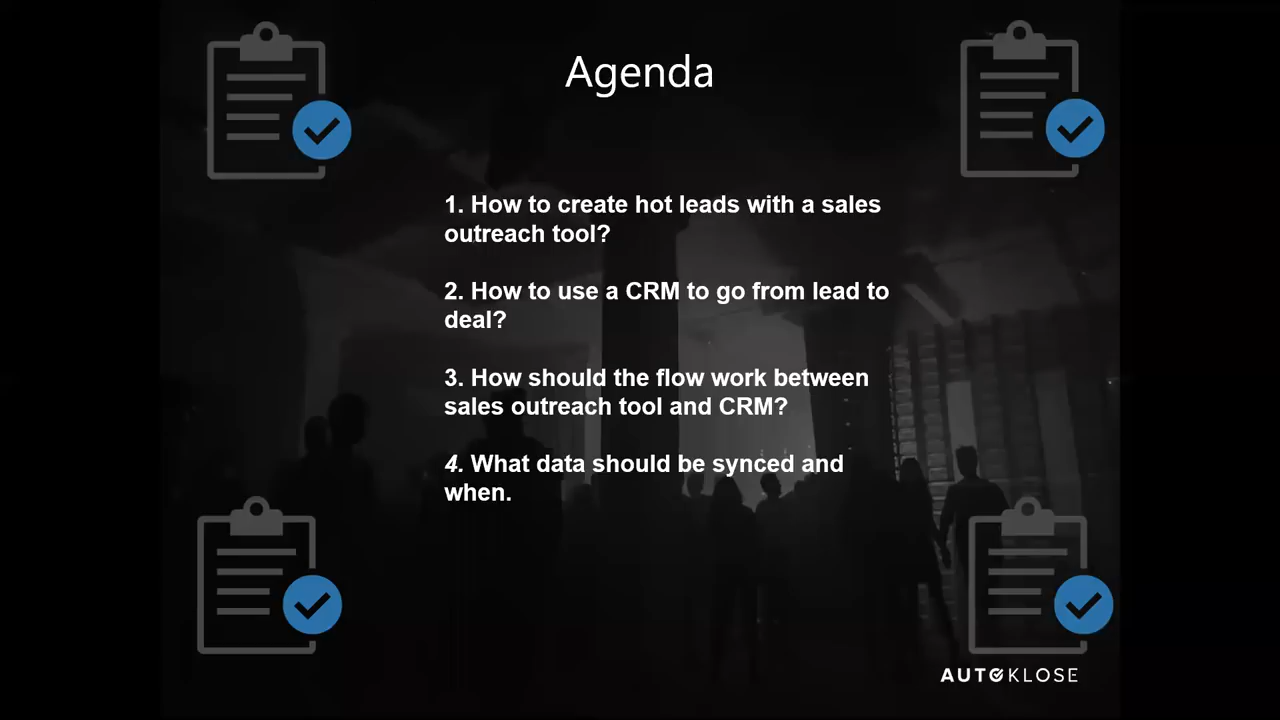 Agenda
1. How to create hot leads with a sales
outreach tool?
2. How to use a CRM to go from lead to
deal?
3. How should the flow work between
sales outreach tool and CRM?
4. What data should be synced and
when.
AUTOKLOSE